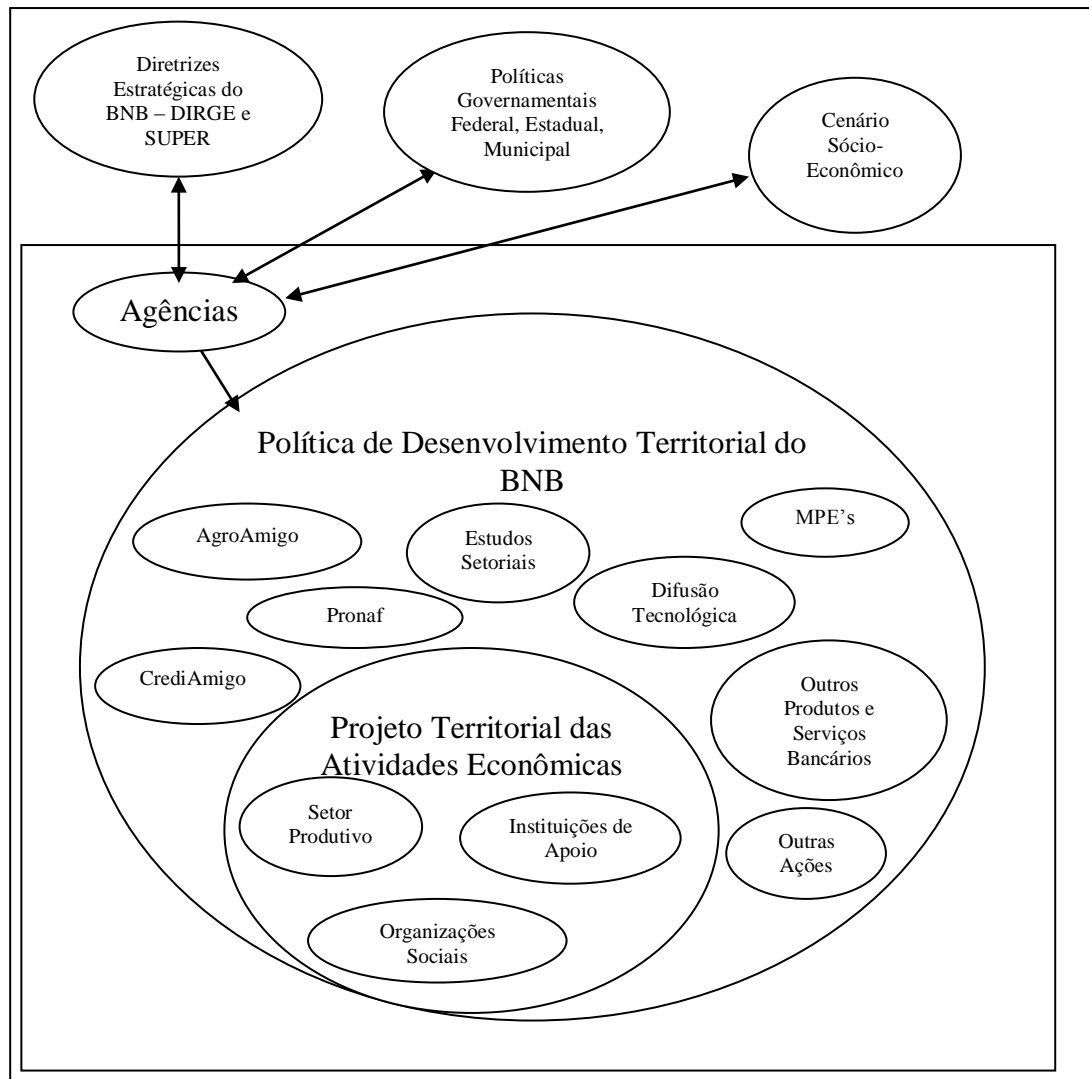 Diretrizes
Estratégicas do
BNB – DIRGE e
SUPER
Políticas
Governamentais
Federal, Estadual,
Municipal
Cenário
Sócio-
Econômico
Agências
Política de Desenvolvimento Territorial do
BNB
AgroAmigo
Estudos
Setoriais
MPE’s
Pronaf
Difusão
Tecnológica
CrediAmigo
Outros
Produtos e
Serviços
Bancários
Projeto Territorial das
Atividades Econômicas
Setor
Produtivo
Instituições de
Apoio
Outras
Ações
Organizações
Sociais